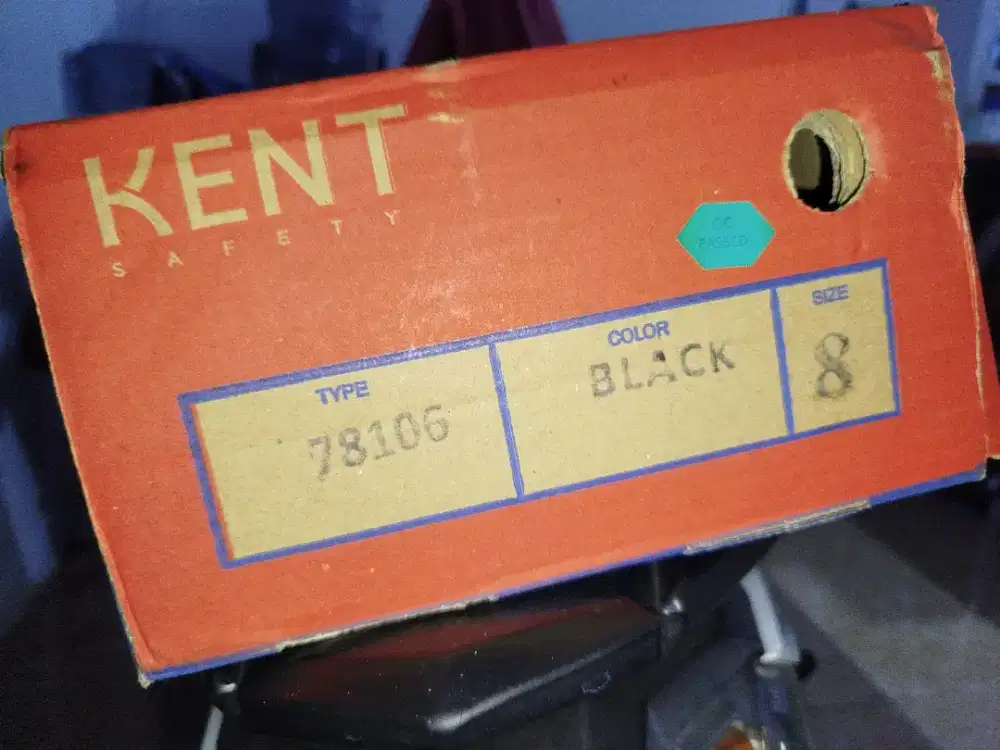 KENT
SAFETY
QC
PASSED
TYPE
COLOR
SIZE
78106
BLACK
8